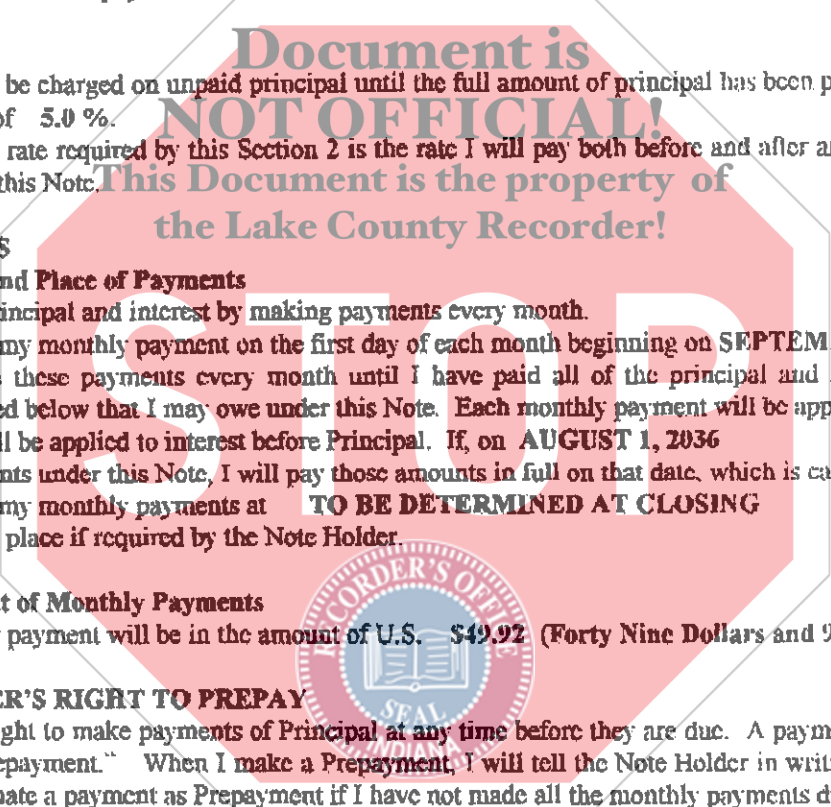 Document is
be charged on unpaid principal until the full amount of principal has been p
of 5.0 %.
NOT OFFICIAL!
rate required by this Section 2 is the rate I will pay both before and after a
this Note.
This Document is the property of
the Lake County Recorder!
S
nd Place of Payments
incipal and interest by making payments every month.
my monthly payment on the first day of each month beginning on SEPTEM
these payments every month until I have paid all of the principal and
ed below that I may owe under this Note. Each monthly payment will be app
ll be applied to interest before Principal. If, on AUGUST 1, 2036
nts under this Note, I will pay those amounts in full on that date, which is ca
my monthly payments at TO BE DETERMINED AT CLOSING
place if required by the Note Holder.
STOP
t of Monthly Payments
payment will be in the amount of U.S. $49.92 (Forty Nine Dollars and 9
RECORDER'S OFFICE
SEAL
INDIANA
ER'S RIGHT TO PREPAY
ght to make payments of Principal at any time before they are due. A paym
epayment." When I make a Prepayment, I will tell the Note Holder in writ
nate a payment as Prepayment if I have not made all the monthly payments d